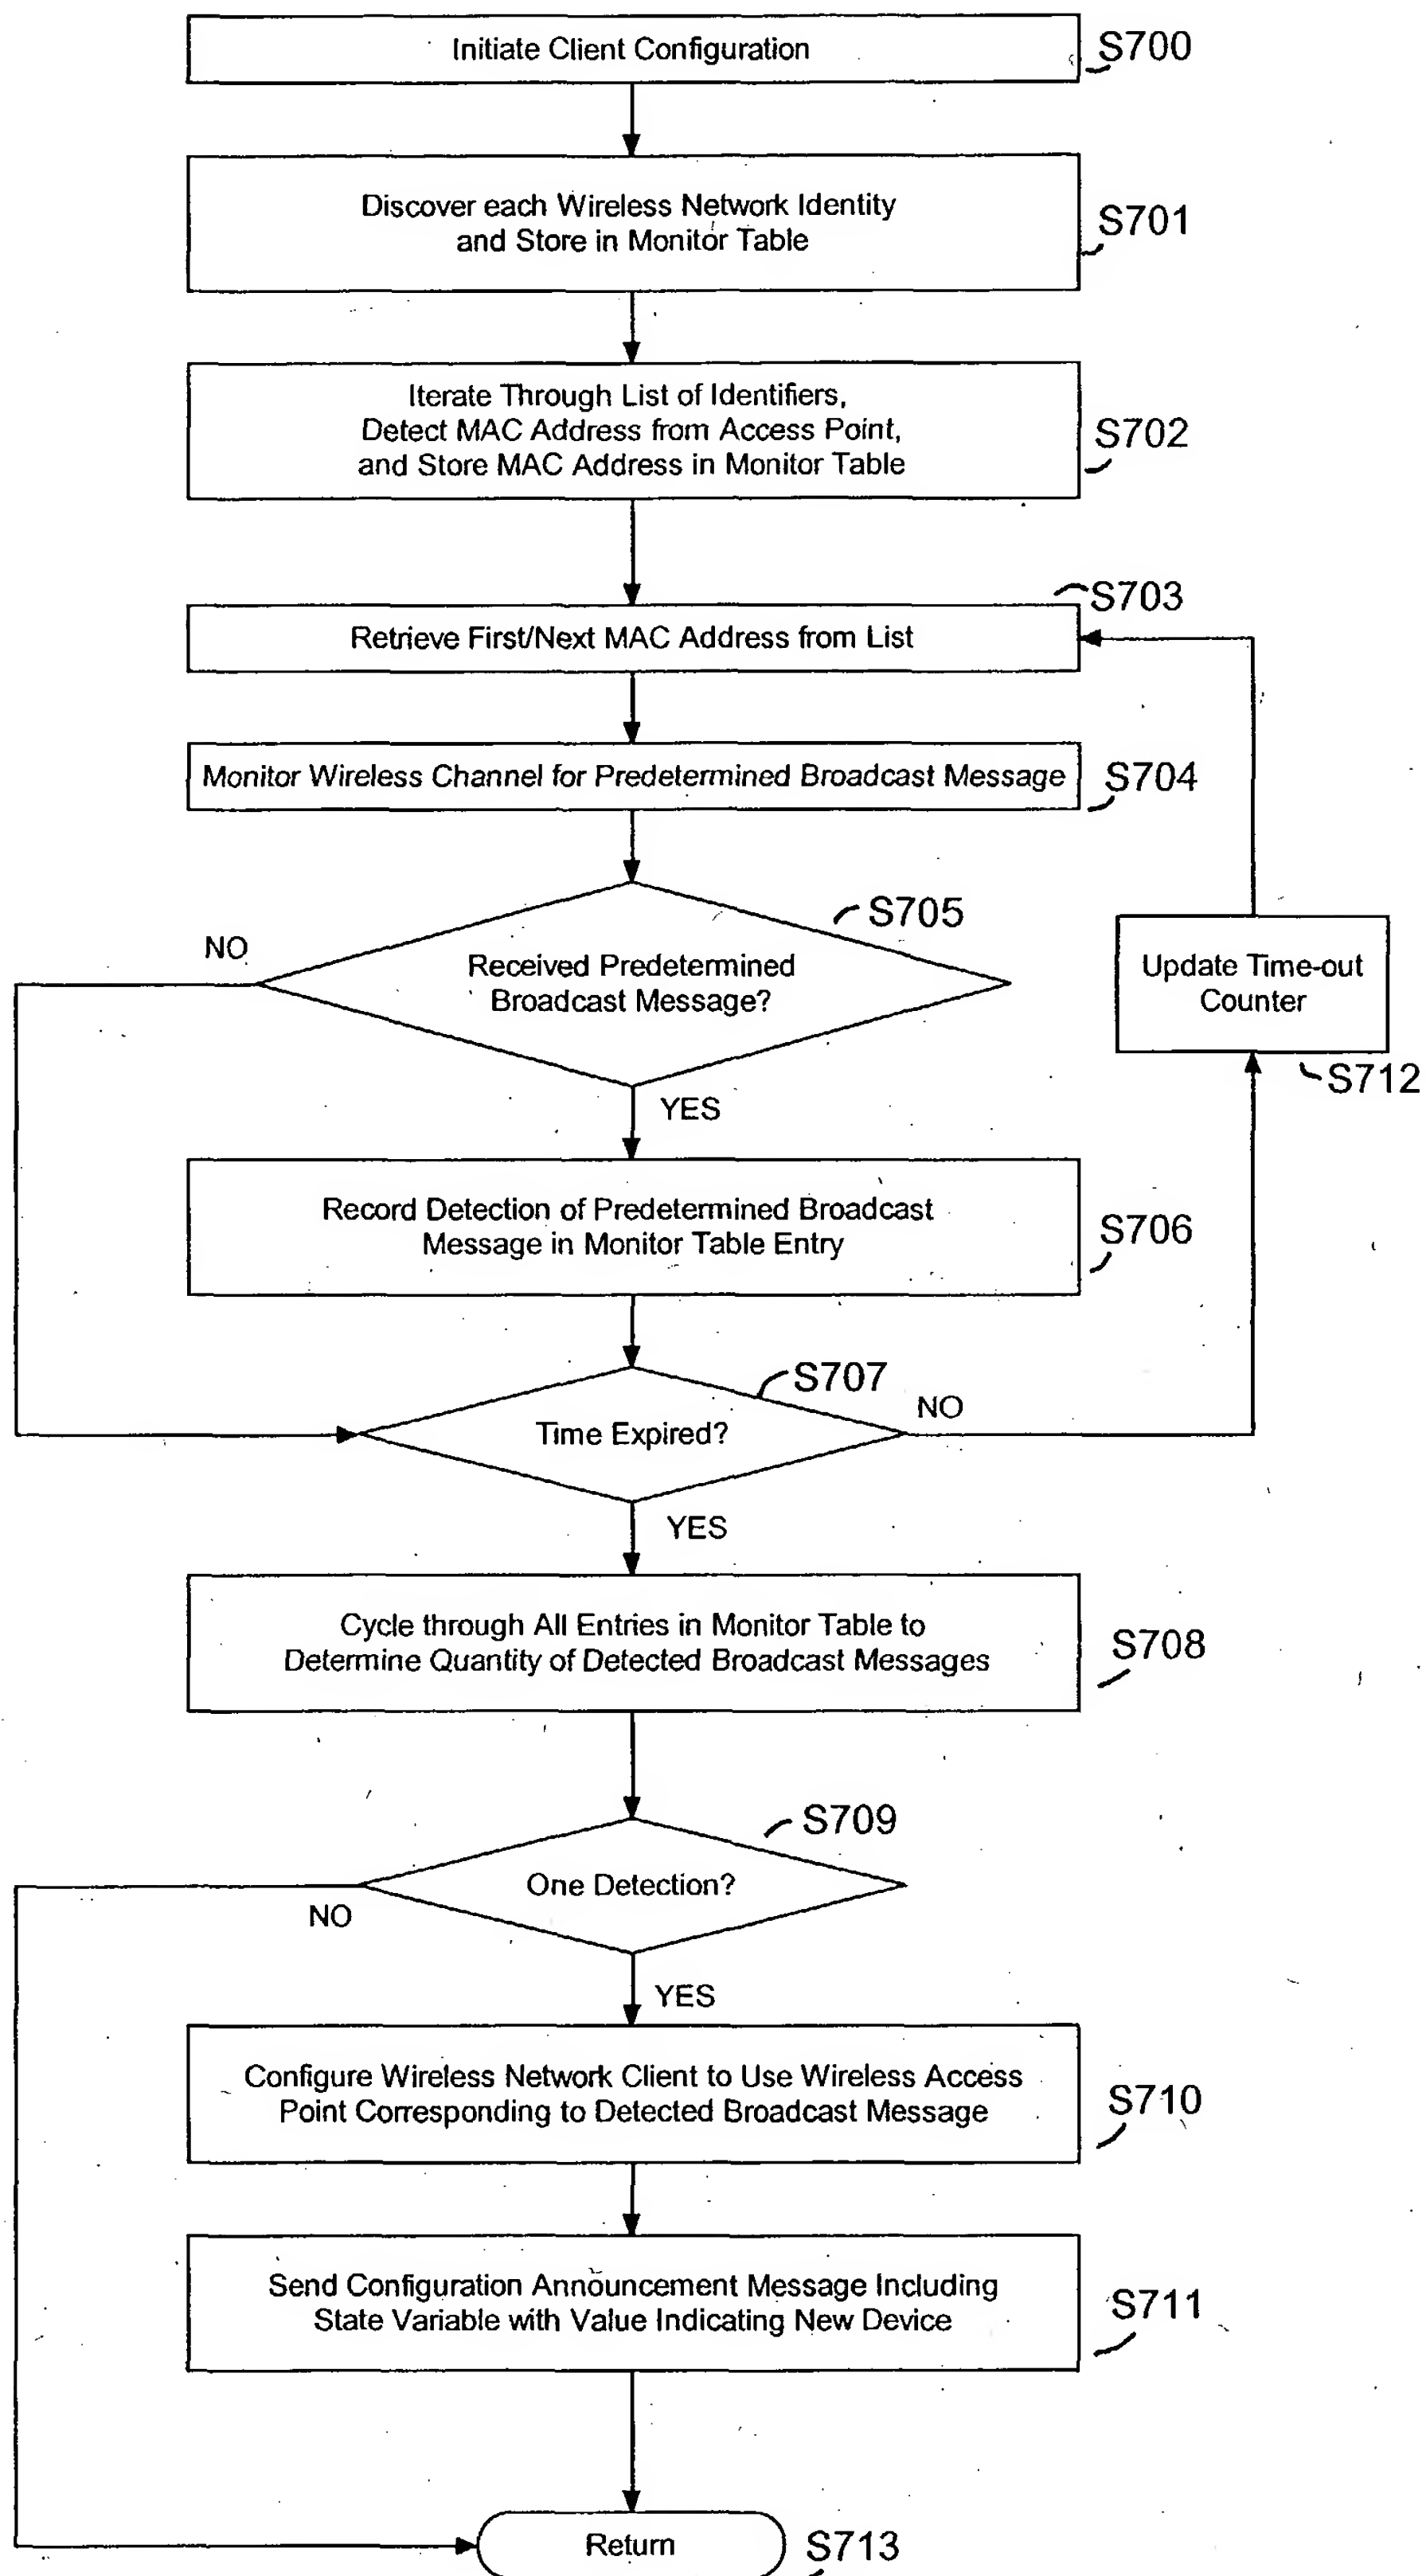 Initiate Client Configuration
S700
Discover each Wireless Network Identity
and Store in Monitor Table
S701
Iterate Through List of Identifiers,
Detect MAC Address from Access Point,
and Store MAC Address in Monitor Table
S702
S703
Retrieve First/Next MAC Address from List
Monitor Wireless Channel for Predetermined Broadcast Message
S704
S705
NO
Received Predetermined
Broadcast Message?
Update Time-out
Counter
S712
YES
Record Detection of Predetermined Broadcast
Message in Monitor Table Entry
S706
S707
NO
Time Expired?
YES
Cycle through All Entries in Monitor Table to
Determine Quantity of Detected Broadcast Messages
S708
S709
One Detection?
NO
YES
Configure Wireless Network Client to Use Wireless Access
Point Corresponding to Detected Broadcast Message
S710
Send Configuration Announcement Message Including
State Variable with Value Indicating New Device
S711
Return
S713